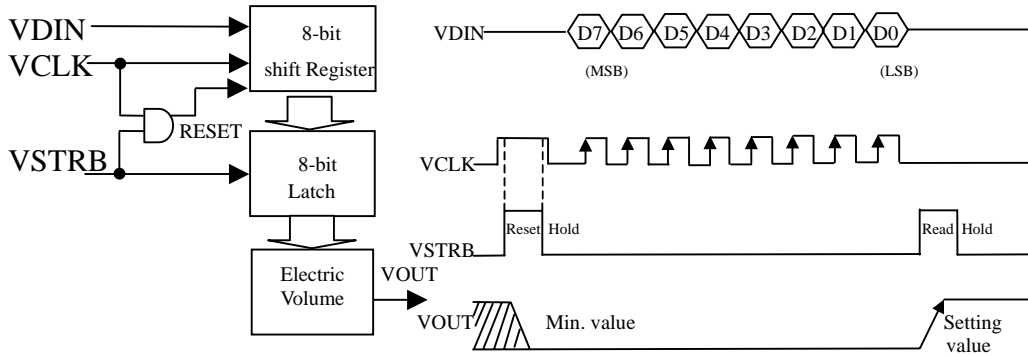 VDIN
VCLK
VSTRB
RESET
8-bit
shift Register
8-bit
Latch
Electric
Volume
VOUT
VDIN
D7 D6 D5 D4 D3 D2 D1 D0
(MSB) (LSB)
VCLK
Reset Hold Read Hold
VSTRB
VOUT Min. value Setting
value